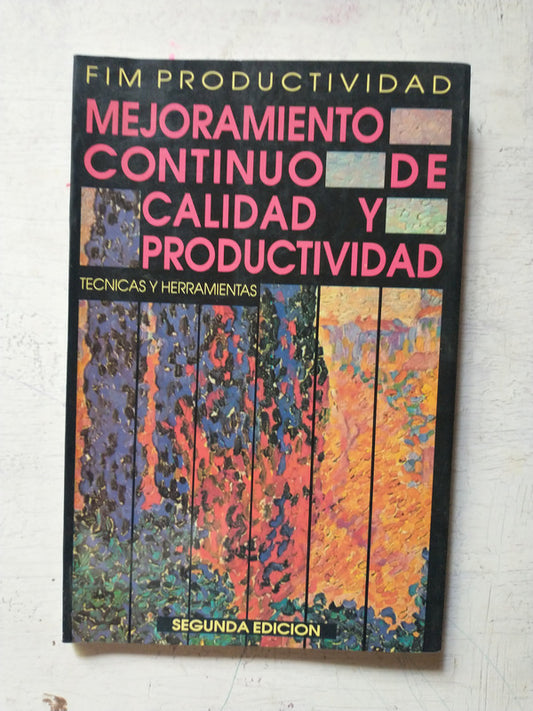 FIM PRODUCTIVIDAD
MEJORAMIENTO
CONTINUO DE
CALIDAD Y
PRODUCTIVIDAD
TECNICAS Y HERRAMIENTAS
SEGUNDA EDICION